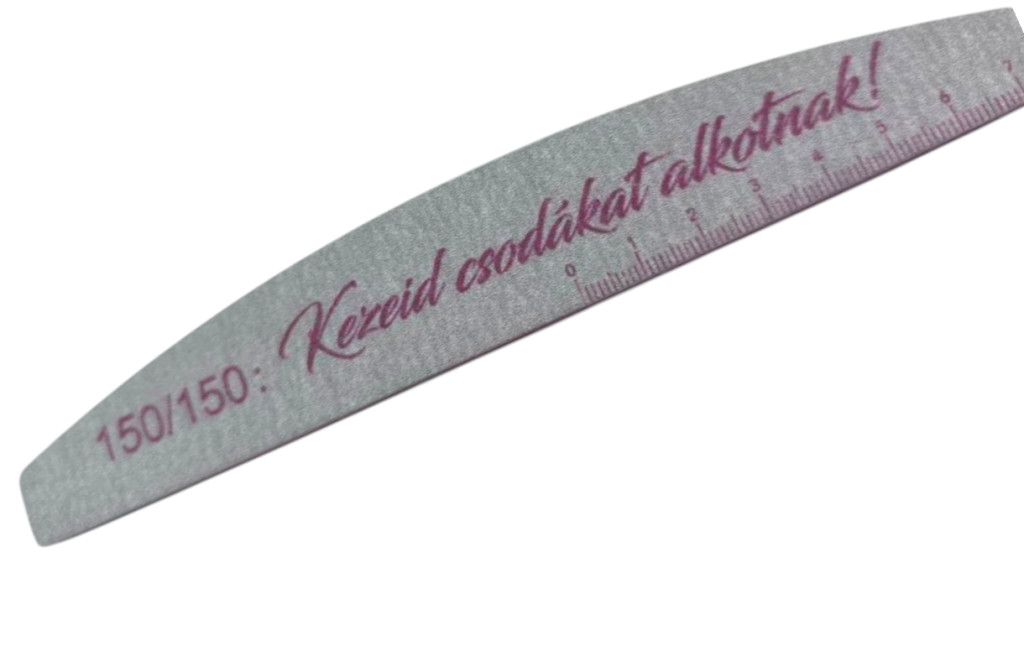 150/150: Kezeid csodákat alkotnak!
0 1 2 3 4 5 6 7